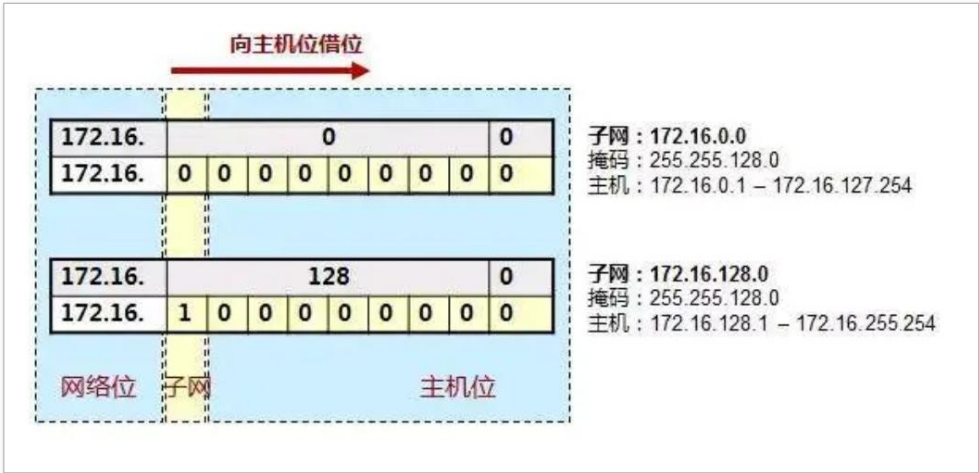 向主机位借位
172.16. 0 0
172.16. 0 0 0 0 0 0 0 0 0
子网：172.16.0.0
掩码：255.255.128.0
主机：172.16.0.1 – 172.16.127.254
172.16. 128 0
172.16. 1 0 0 0 0 0 0 0 0
子网：172.16.128.0
掩码：255.255.128.0
主机：172.16.128.1 – 172.16.255.254
网络位 子网 主机位